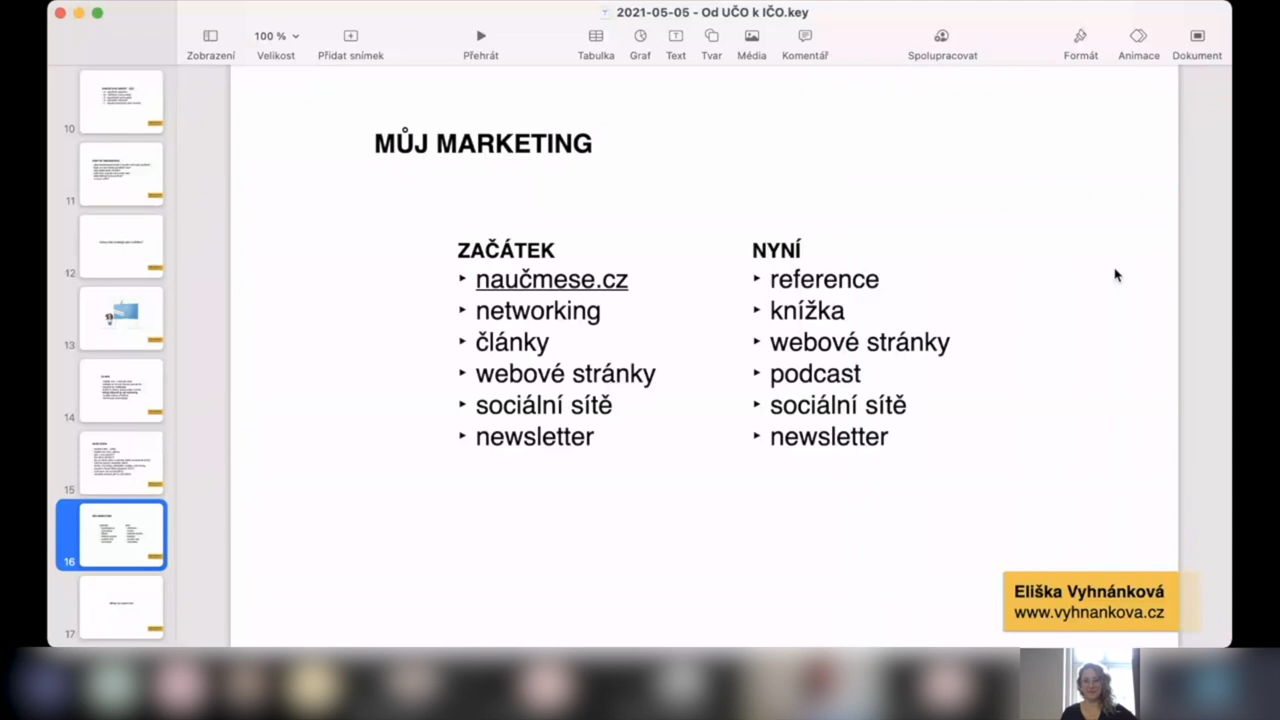 2021-05-05 - Od UČO k IČO.key
100 %
Zobrazení
Velikost
Přidat snímek
Přehrát
Tabulka
Graf
Text
Tvar
Média
Komentář
Spolupracovat
Formát
Animace
Dokument
10
11
12
13
14
15
16
17
MŮJ MARKETING
ZAČÁTEK
‣ naučmese.cz
‣ networking
‣ články
‣ webové stránky
‣ sociální sítě
‣ newsletter
NYNÍ
‣ reference
‣ knížka
‣ webové stránky
‣ podcast
‣ sociální sítě
‣ newsletter
Eliška Vyhnánková
www.vyhnankova.cz